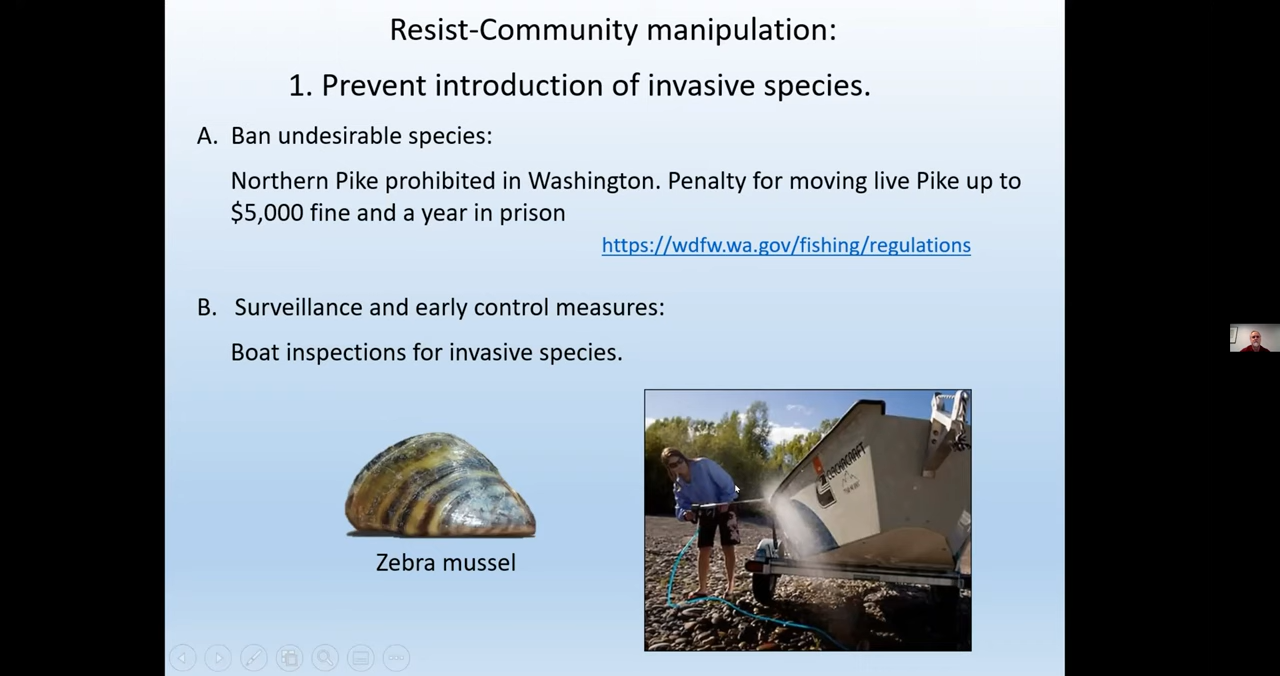 Resist-Community manipulation:
1. Prevent introduction of invasive species.
A. Ban undesirable species:
Northern Pike prohibited in Washington. Penalty for moving live Pike up to
$5,000 fine and a year in prison
https://wdfw.wa.gov/fishing/regulations
B. Surveillance and early control measures:
Boat inspections for invasive species.
CLACKACRAFT
Zebra mussel